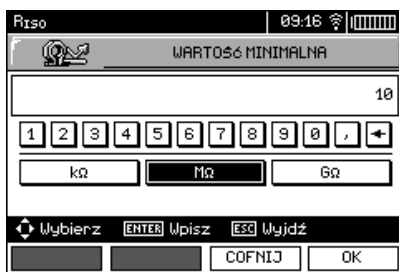 RISO 09:16
WARTOŚĆ MINIMALNA
10
1 2 3 4 5 6 7 8 9 0 ,
kΩ MΩ GΩ
Wybierz ENTER Wpisz ESC Wyjdź
COFNIJ OK